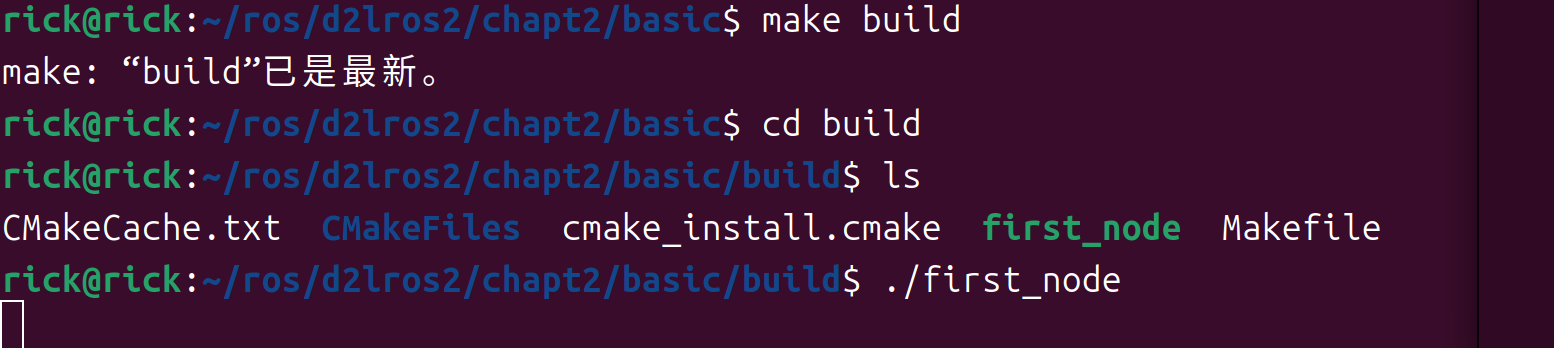 rick@rick:~/ros/d2lros2/chapt2/basic$ make build
make: “build”已是最新。
rick@rick:~/ros/d2lros2/chapt2/basic$ cd build
rick@rick:~/ros/d2lros2/chapt2/basic/build$ ls
CMakeCache.txt  CMakeFiles  cmake_install.cmake  first_node  Makefile
rick@rick:~/ros/d2lros2/chapt2/basic/build$ ./first_node